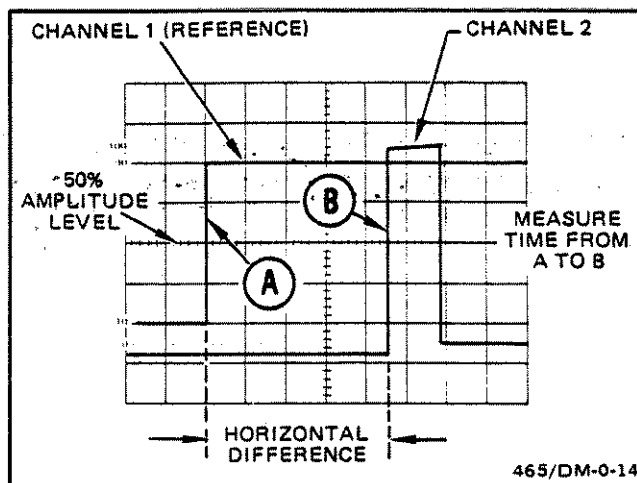 CHANNEL 1 (REFERENCE)
CHANNEL 2
50%
AMPLITUDE
LEVEL
B
A
MEASURE
TIME FROM
A TO B
HORIZONTAL
DIFFERENCE
465/DM-0-14